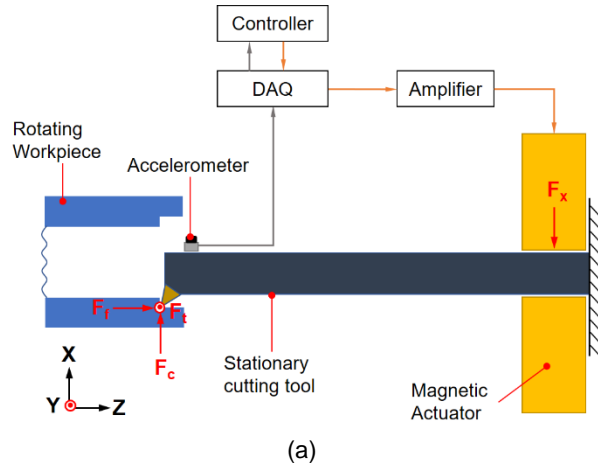 Controller
DAQ
Amplifier
Rotating
Workpiece
Accelerometer
Fx
Ff
Ft
Fc
X
Y
Z
Stationary
cutting tool
Magnetic
Actuator
(a)